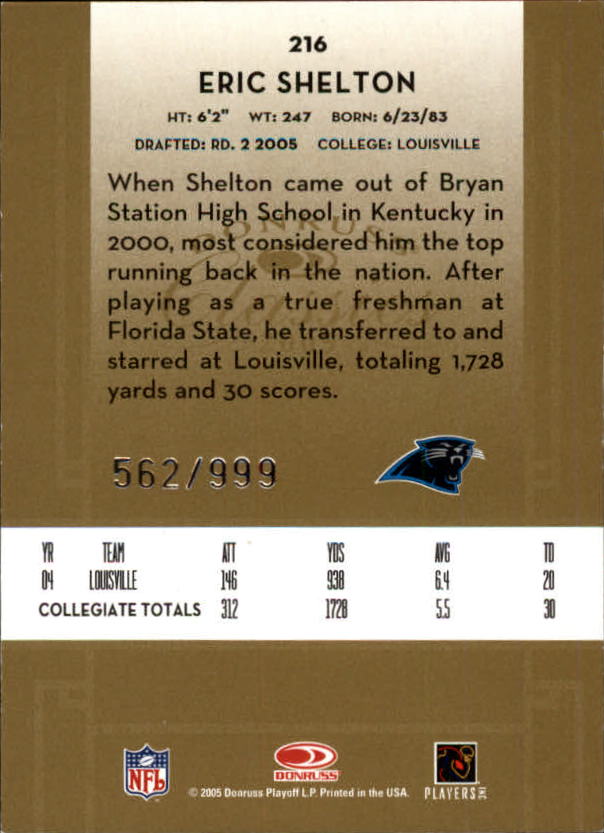 216
ERIC SHELTON
HT: 6'2" WT: 247 BORN: 6/23/83
DRAFTED: RD. 2 2005 COLLEGE: LOUISVILLE
When Shelton came out of Bryan
Station High School in Kentucky in
2000, most considered him the top
running back in the nation. After
playing as a true freshman at
Florida State, he transferred to and
starred at Louisville, totaling 1,728
yards and 30 scores.
DONRUSS
Classics
562/999
YR TEAM ATT YDS AVG TD
04 LOUISVILLE 146 938 6.4 20
COLLEGIATE TOTALS 312 1728 5.5 30
NFL
DONRUSS
PLAYERS INC
© 2005 Donruss Playoff L.P. Printed in the USA.